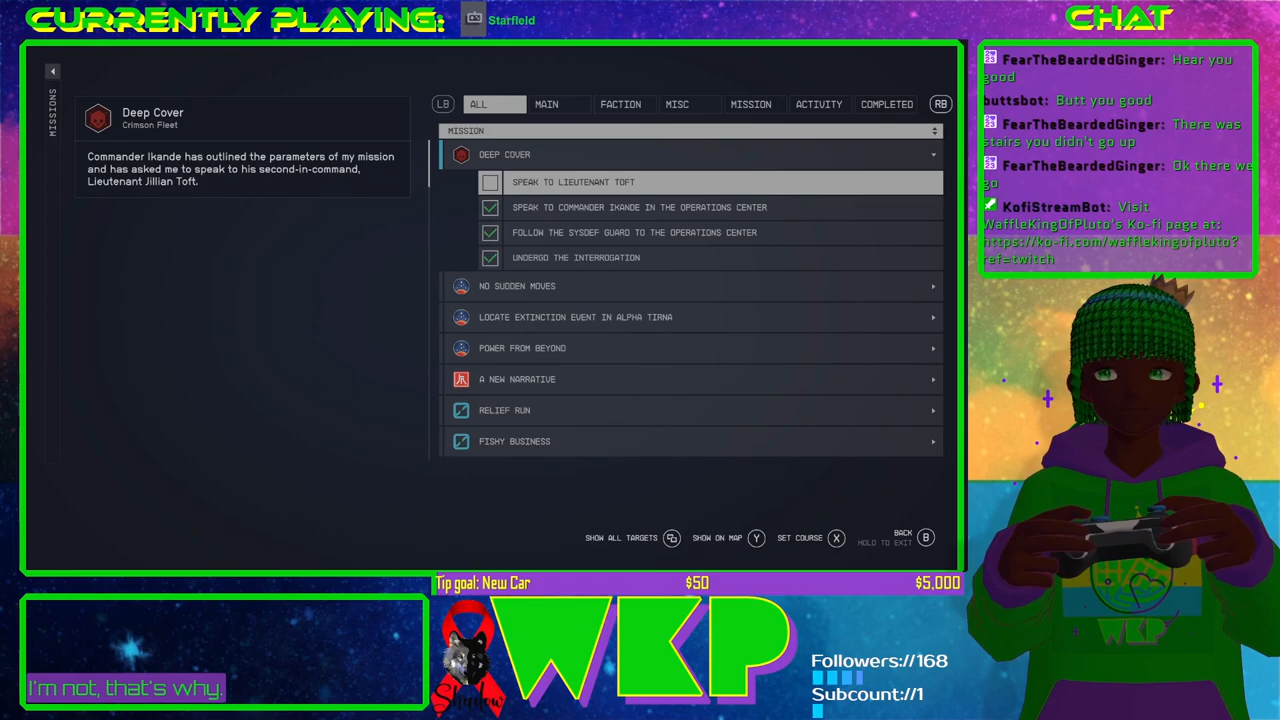 CURRENTLY PLAYING:
Starfield
CHAT
MISSIONS
Deep Cover
Crimson Fleet
Commander Ikande has outlined the parameters of my mission
and has asked me to speak to his second-in-command,
Lieutenant Jillian Toft.
LB
ALL
MAIN
FACTION
MISC
MISSION
ACTIVITY
COMPLETED
RB
MISSION
DEEP COVER
SPEAK TO LIEUTENANT TOFT
SPEAK TO COMMANDER IKANDE IN THE OPERATIONS CENTER
FOLLOW THE SYSDEF GUARD TO THE OPERATIONS CENTER
UNDERGO THE INTERROGATION
NO SUDDEN MOVES
LOCATE EXTINCTION EVENT IN ALPHA TIRNA
POWER FROM BEYOND
A NEW NARRATIVE
RELIEF RUN
FISHY BUSINESS
SHOW ALL TARGETS
SHOW ON MAP Y
SET COURSE X
BACK B
HOLD TO EXIT
FearTheBeardedGinger: Hear you
good
buttsbot: Butt you good
FearTheBeardedGinger: There was
stairs you didn't go up
FearTheBeardedGinger: Ok there we
go
KofiStreamBot: Visit
WaffleKingOfPluto's Ko-fi page at:
https://ko-fi.com/wafflekingofpluto?
ref=twitch
Tip goal: New Car
$50
$5,000
I'm not, that's why.
Shadow
WKP
Followers://168
Subcount://1
WKP